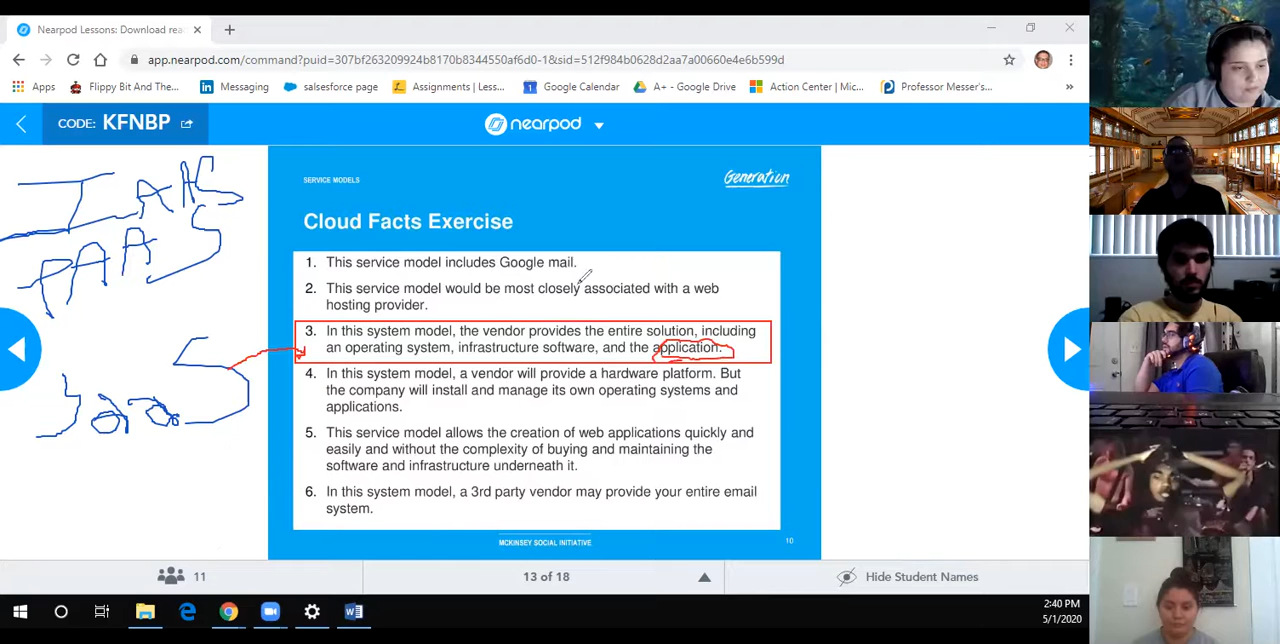 Nearpod Lessons: Download rea
app.nearpod.com/command?puid=307bf263209924b8170b8344550af6d0-1&sid=512f984b0628d2aa7a00660e4e6b599d
Apps Flippy Bit And The... Messaging salesforce page Assignments | Less... Google Calendar A+ - Google Drive Action Center | Mic... Professor Messer's... »
CODE: KFNBP nearpod
SERVICE MODELS Generation
IAAS
PAAS
SaaS
Cloud Facts Exercise
1. This service model includes Google mail.
2. This service model would be most closely associated with a web
hosting provider.
3. In this system model, the vendor provides the entire solution, including
an operating system, infrastructure software, and the application.
4. In this system model, a vendor will provide a hardware platform. But
the company will install and manage its own operating systems and
applications.
5. This service model allows the creation of web applications quickly and
easily and without the complexity of buying and maintaining the
software and infrastructure underneath it.
6. In this system model, a 3rd party vendor may provide your entire email
system.
MCKINSEY SOCIAL INITIATIVE 10
11 13 of 18 Hide Student Names
2:40 PM
5/1/2020